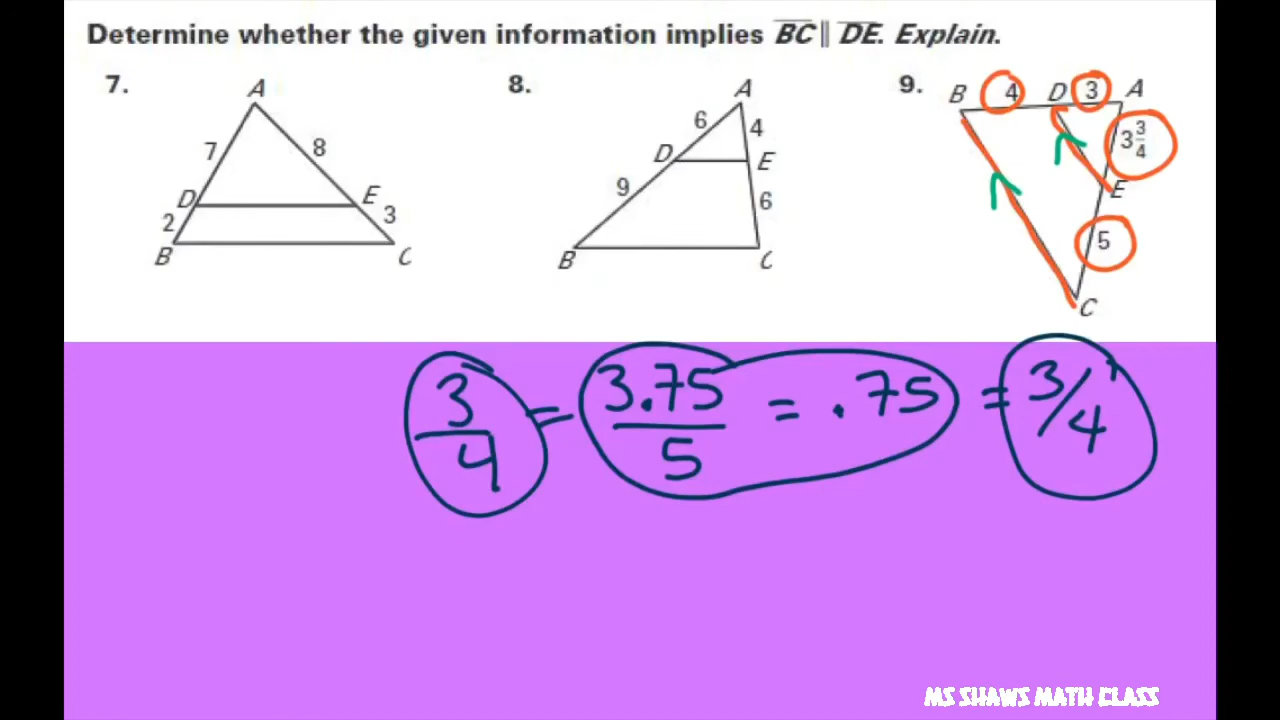 Determine whether the given information implies BC || DE. Explain.
7.
A
7
8
D
E
2
3
B
C
8.
A
6
4
D
E
9
6
B
C
9.
B
4
D
3
A
3 3/4
E
5
C
3/4 = 3.75/5 = .75 = 3/4
MS SHAWS MATH CLASS